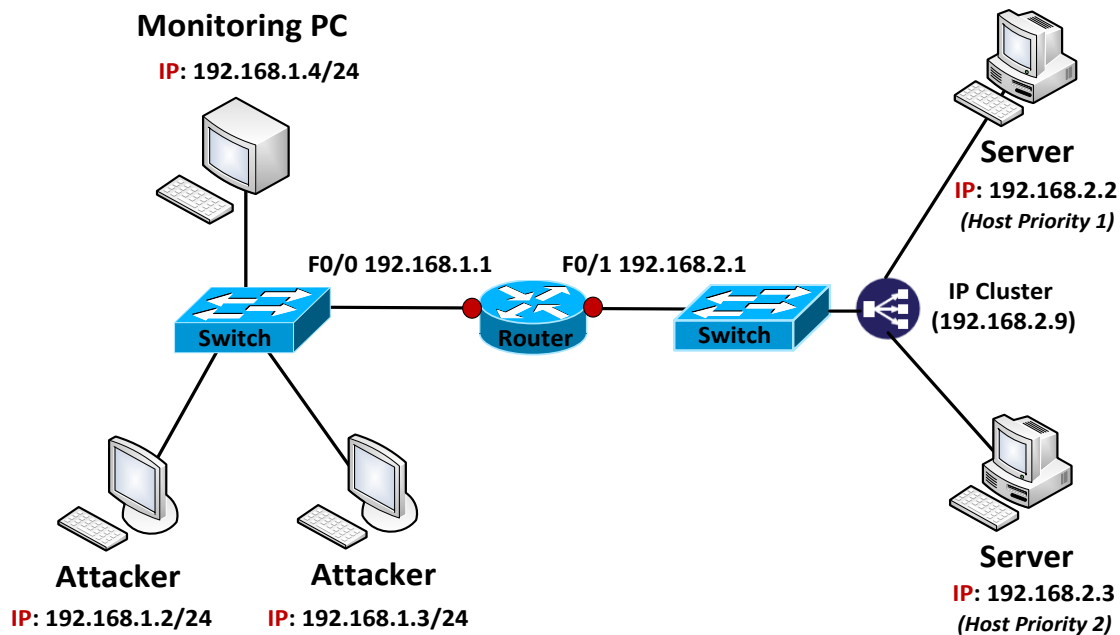 Monitoring PC
IP: 192.168.1.4/24
Server
IP: 192.168.2.2
(Host Priority 1)
F0/0 192.168.1.1
F0/1 192.168.2.1
IP Cluster
(192.168.2.9)
Switch
Router
Switch
Attacker
IP: 192.168.1.2/24
Attacker
IP: 192.168.1.3/24
Server
IP: 192.168.2.3
(Host Priority 2)